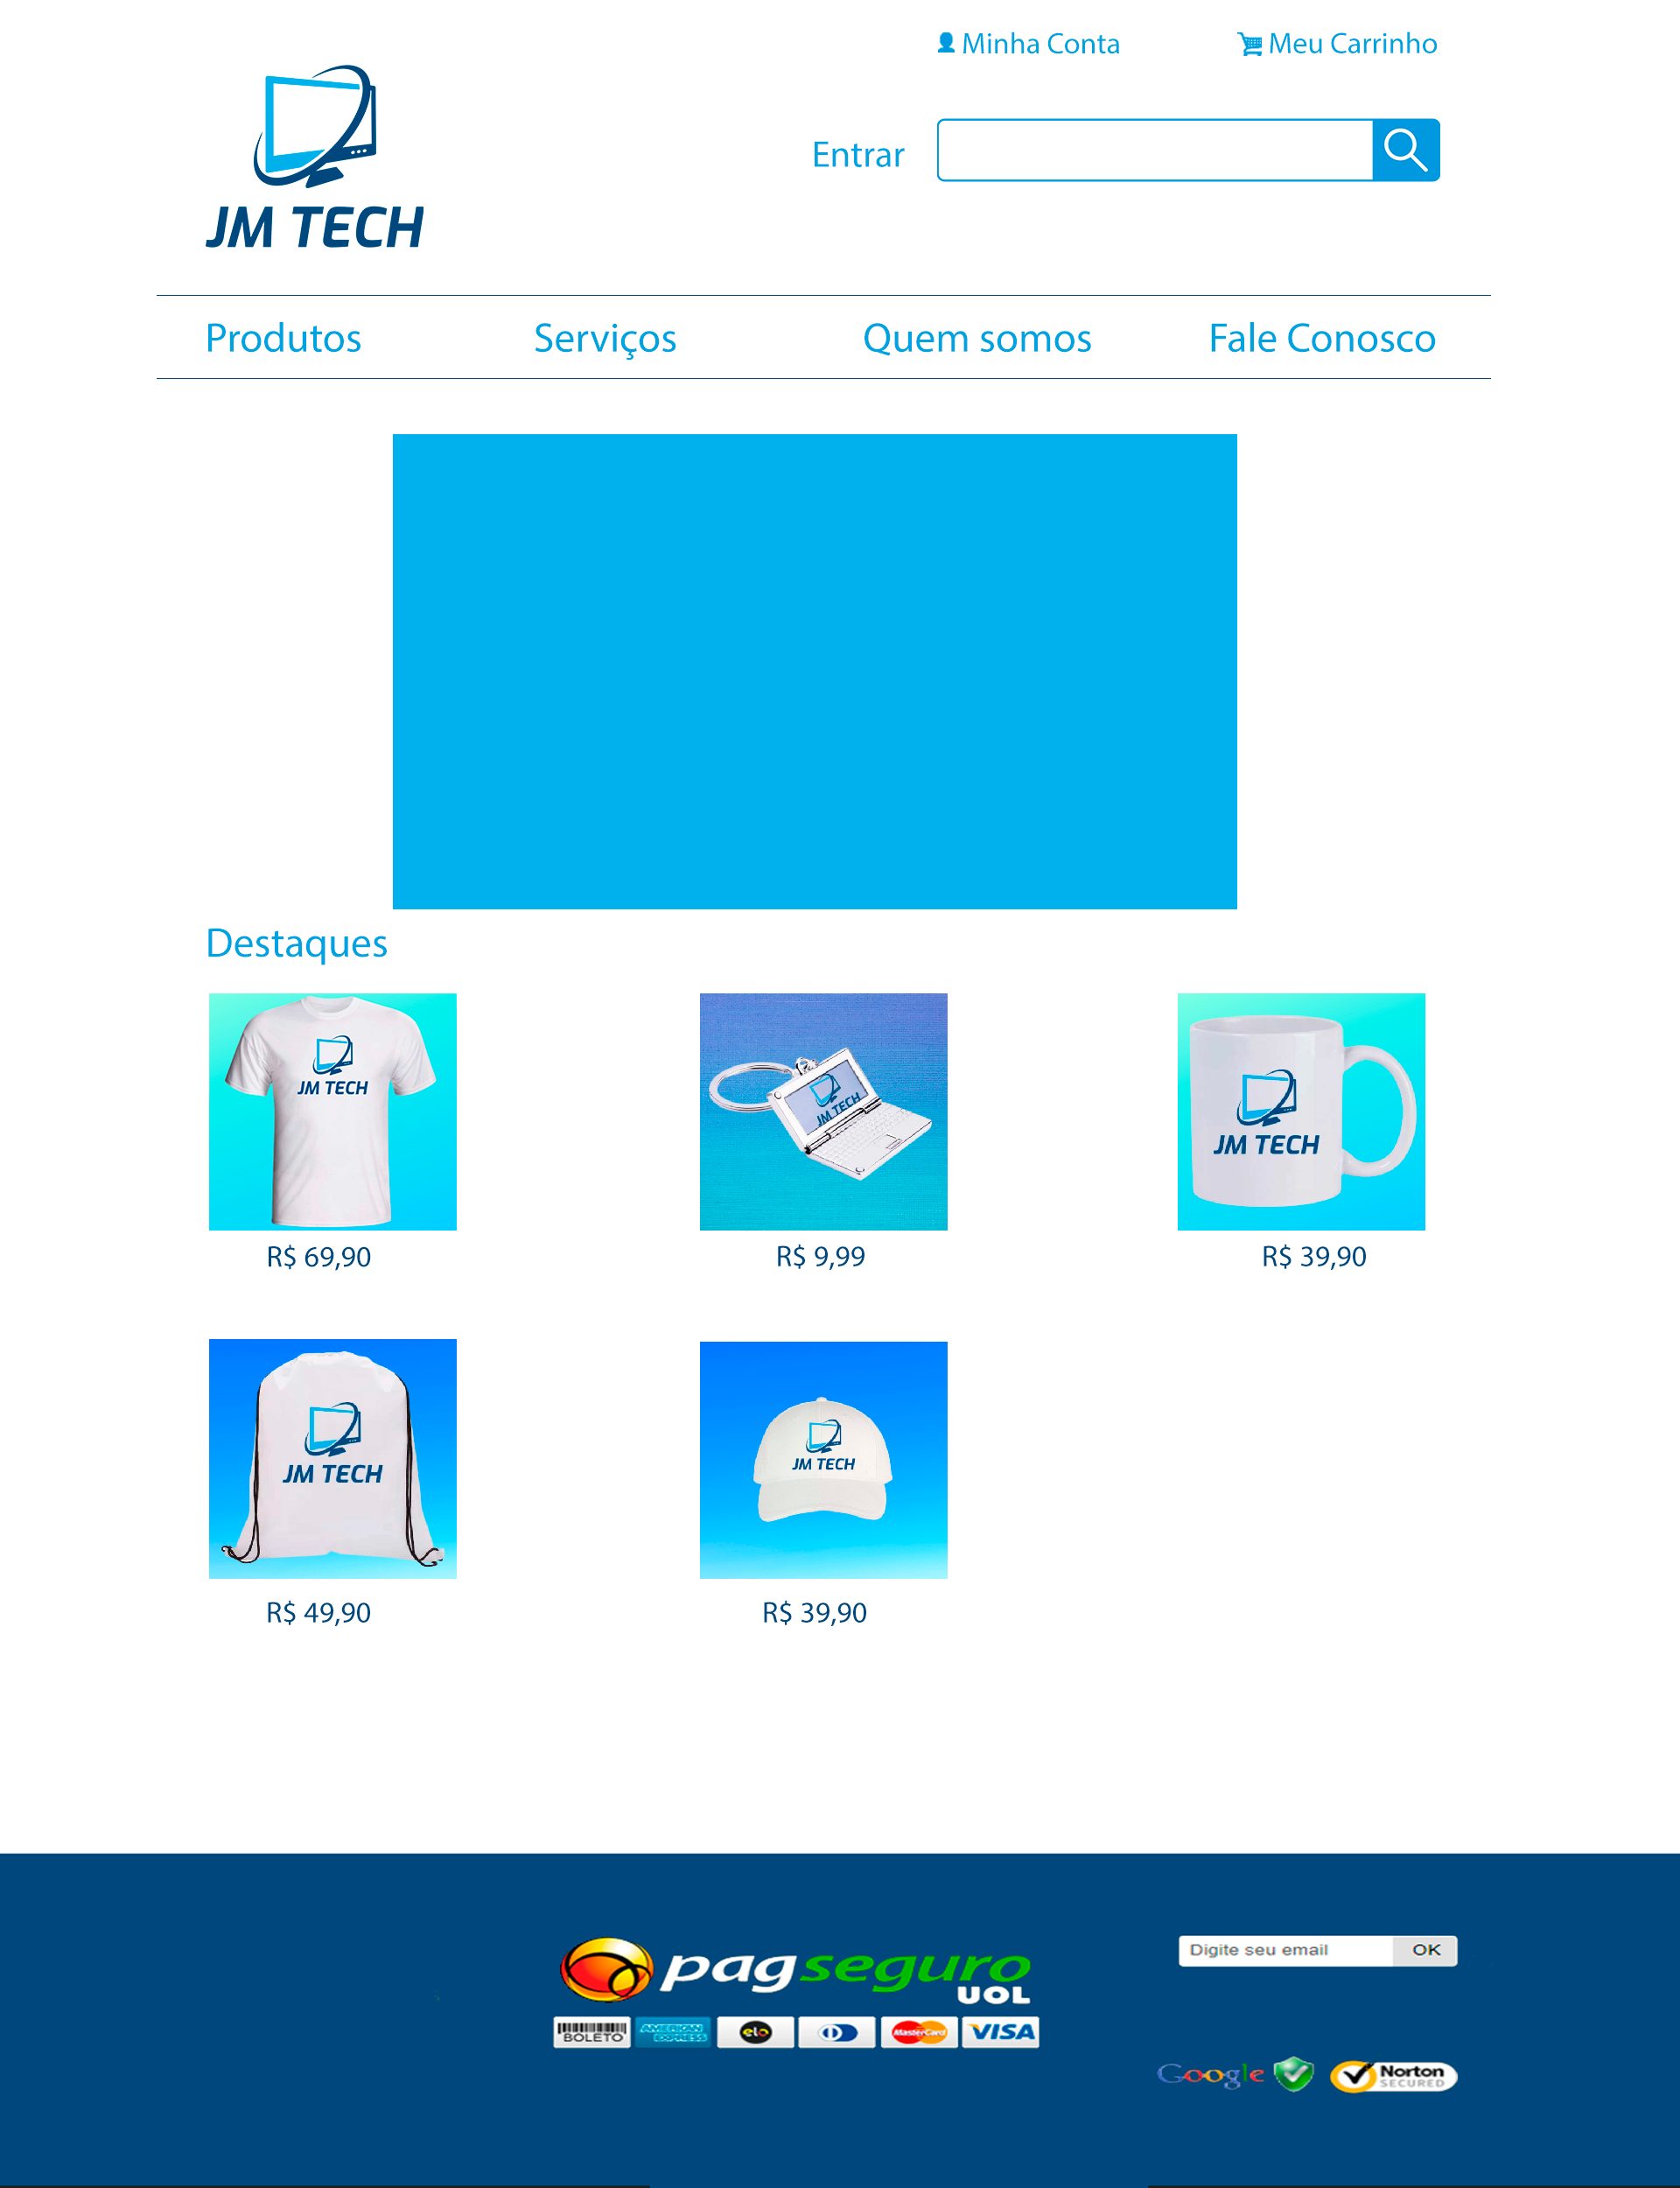 Minha Conta
Meu Carrinho
Entrar
JM TECH
Produtos
Serviços
Quem somos
Fale Conosco
Destaques
JM TECH
JM TECH
JM TECH
R$ 69,90
R$ 9,99
R$ 39,90
JM TECH
JM TECH
R$ 49,90
R$ 39,90
pagseguro
UOL
Digite seu email
OK
BOLETO
AMERICAN
EXPRESS
elo
MasterCard
VISA
Google
Norton
SECURED